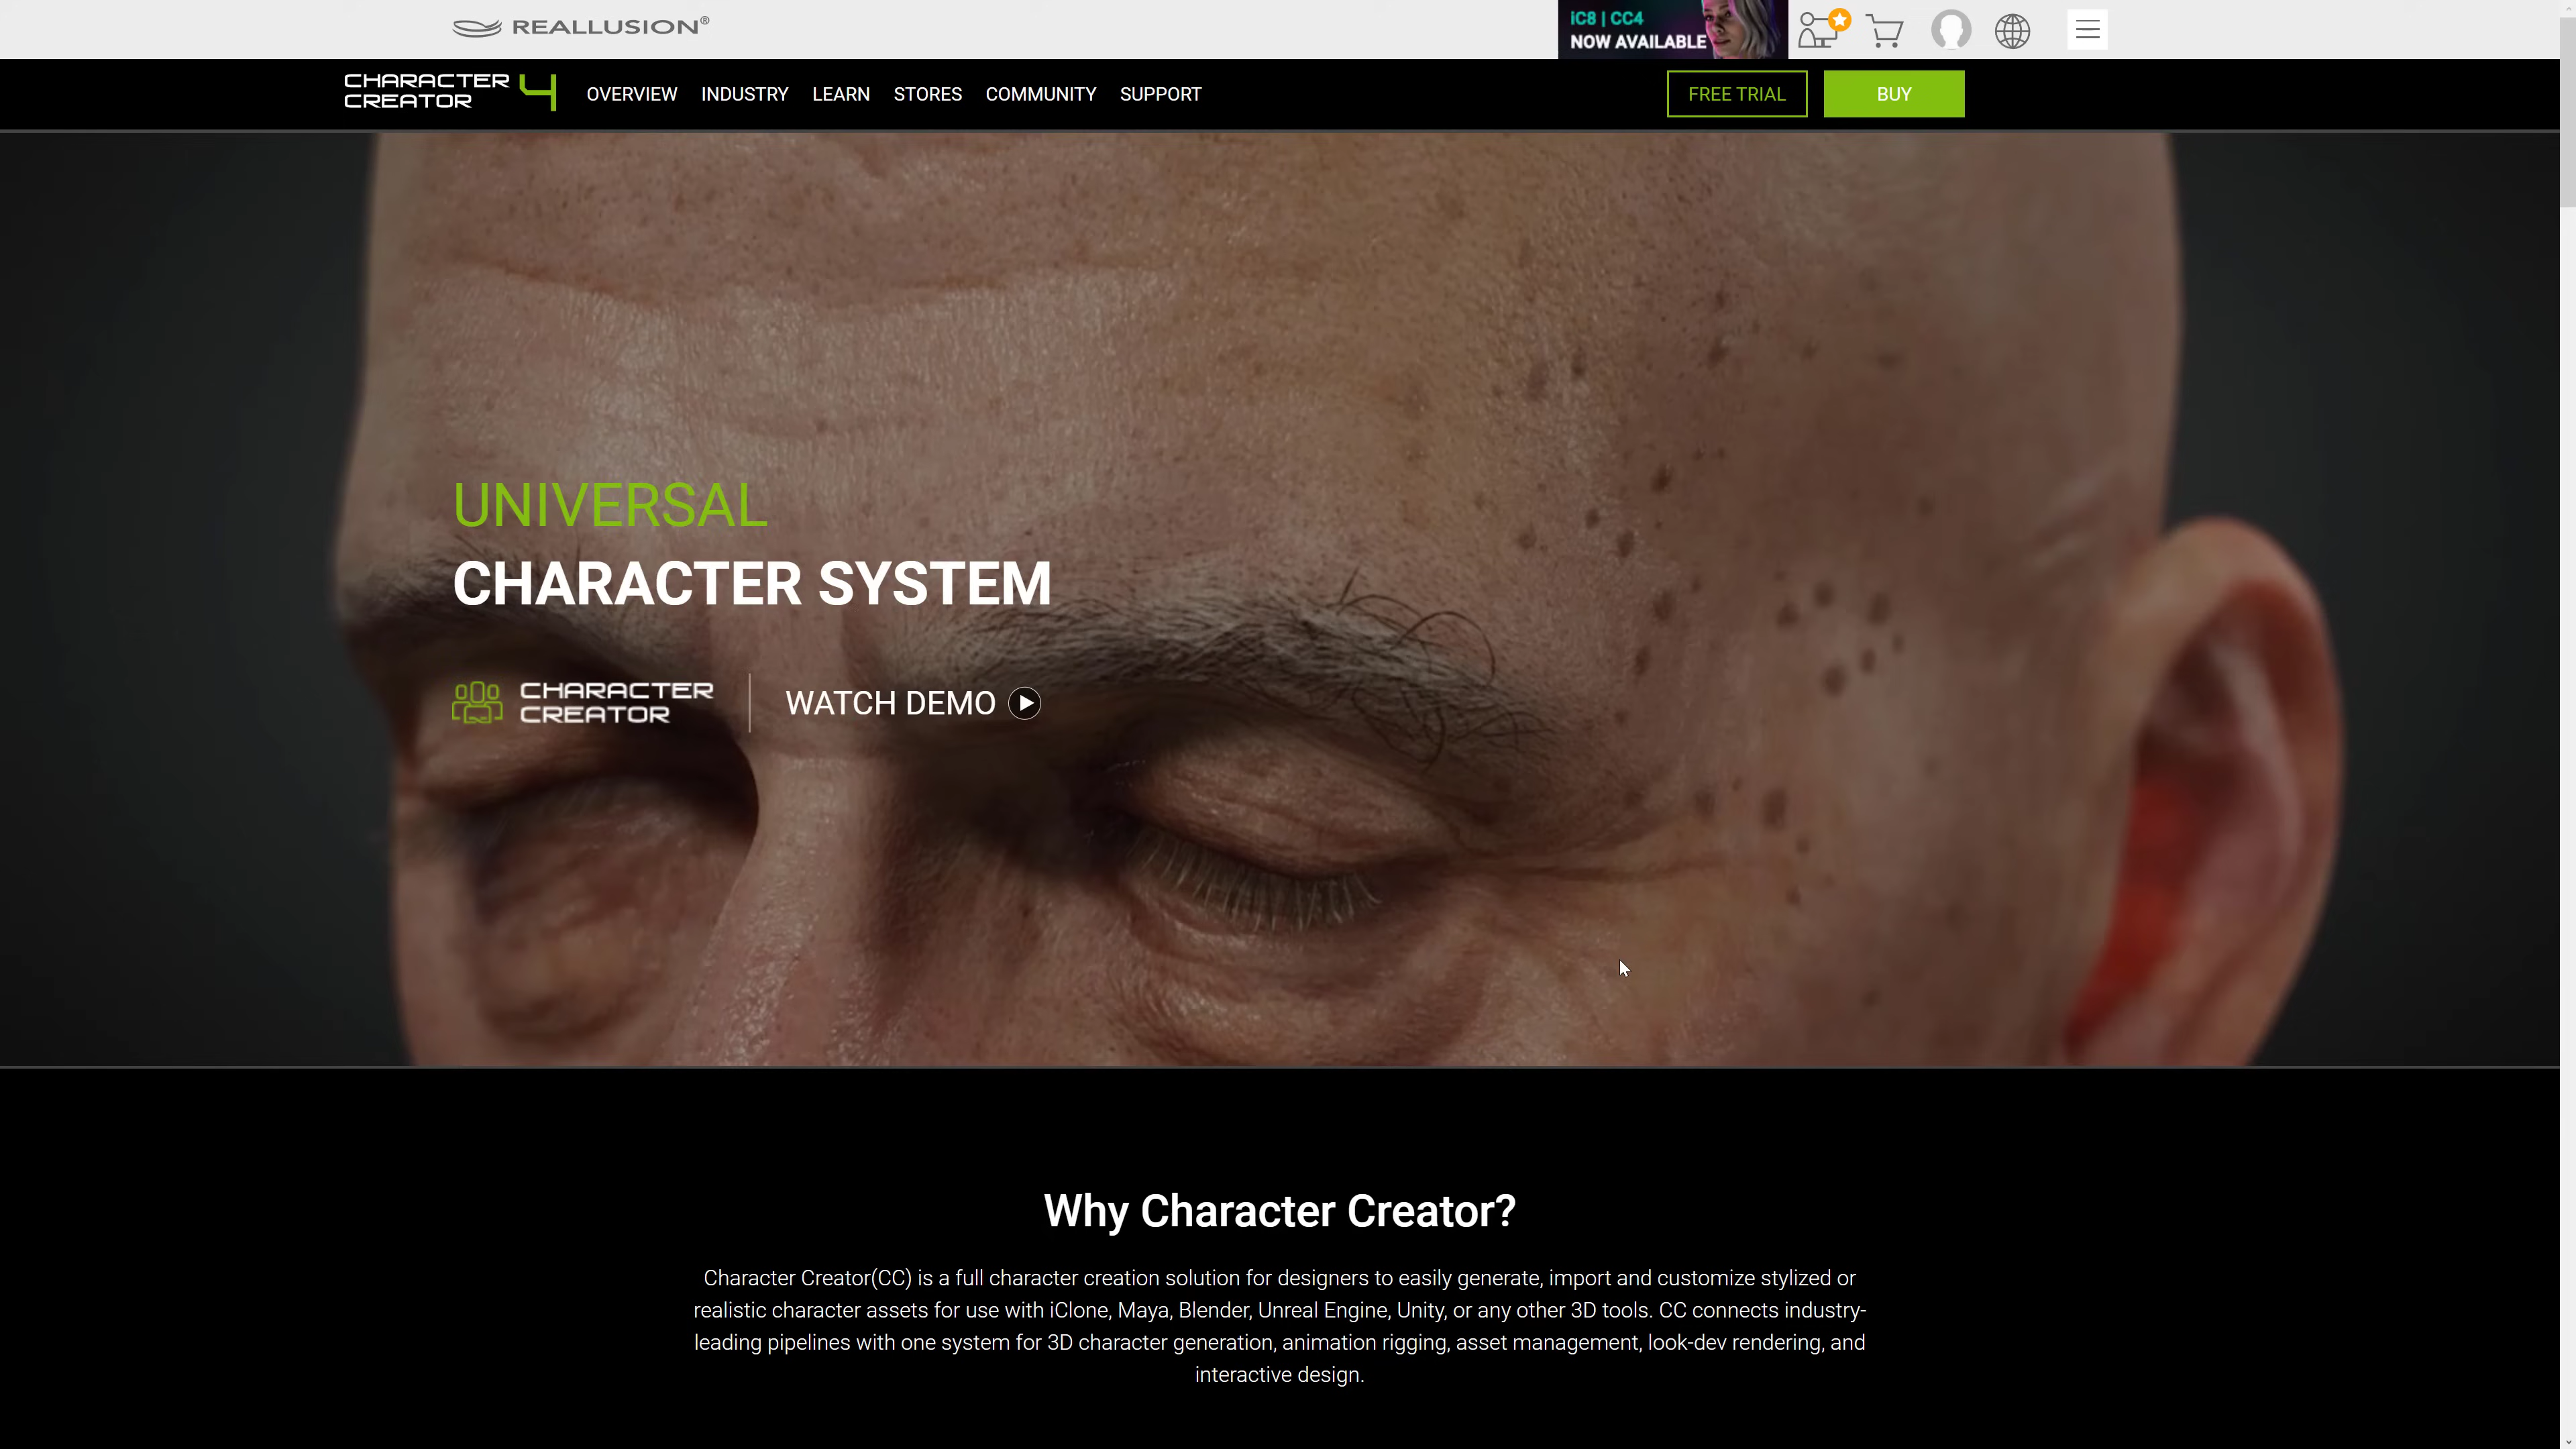 REALLUSION®
iC8 | CC4
NOW AVAILABLE
CHARACTER
CREATOR 4
OVERVIEW INDUSTRY LEARN STORES COMMUNITY SUPPORT
FREE TRIAL
BUY
UNIVERSAL
CHARACTER SYSTEM
CHARACTER
CREATOR
WATCH DEMO
Why Character Creator?
Character Creator(CC) is a full character creation solution for designers to easily generate, import and customize stylized or
realistic character assets for use with iClone, Maya, Blender, Unreal Engine, Unity, or any other 3D tools. CC connects industry-
leading pipelines with one system for 3D character generation, animation rigging, asset management, look-dev rendering, and
interactive design.